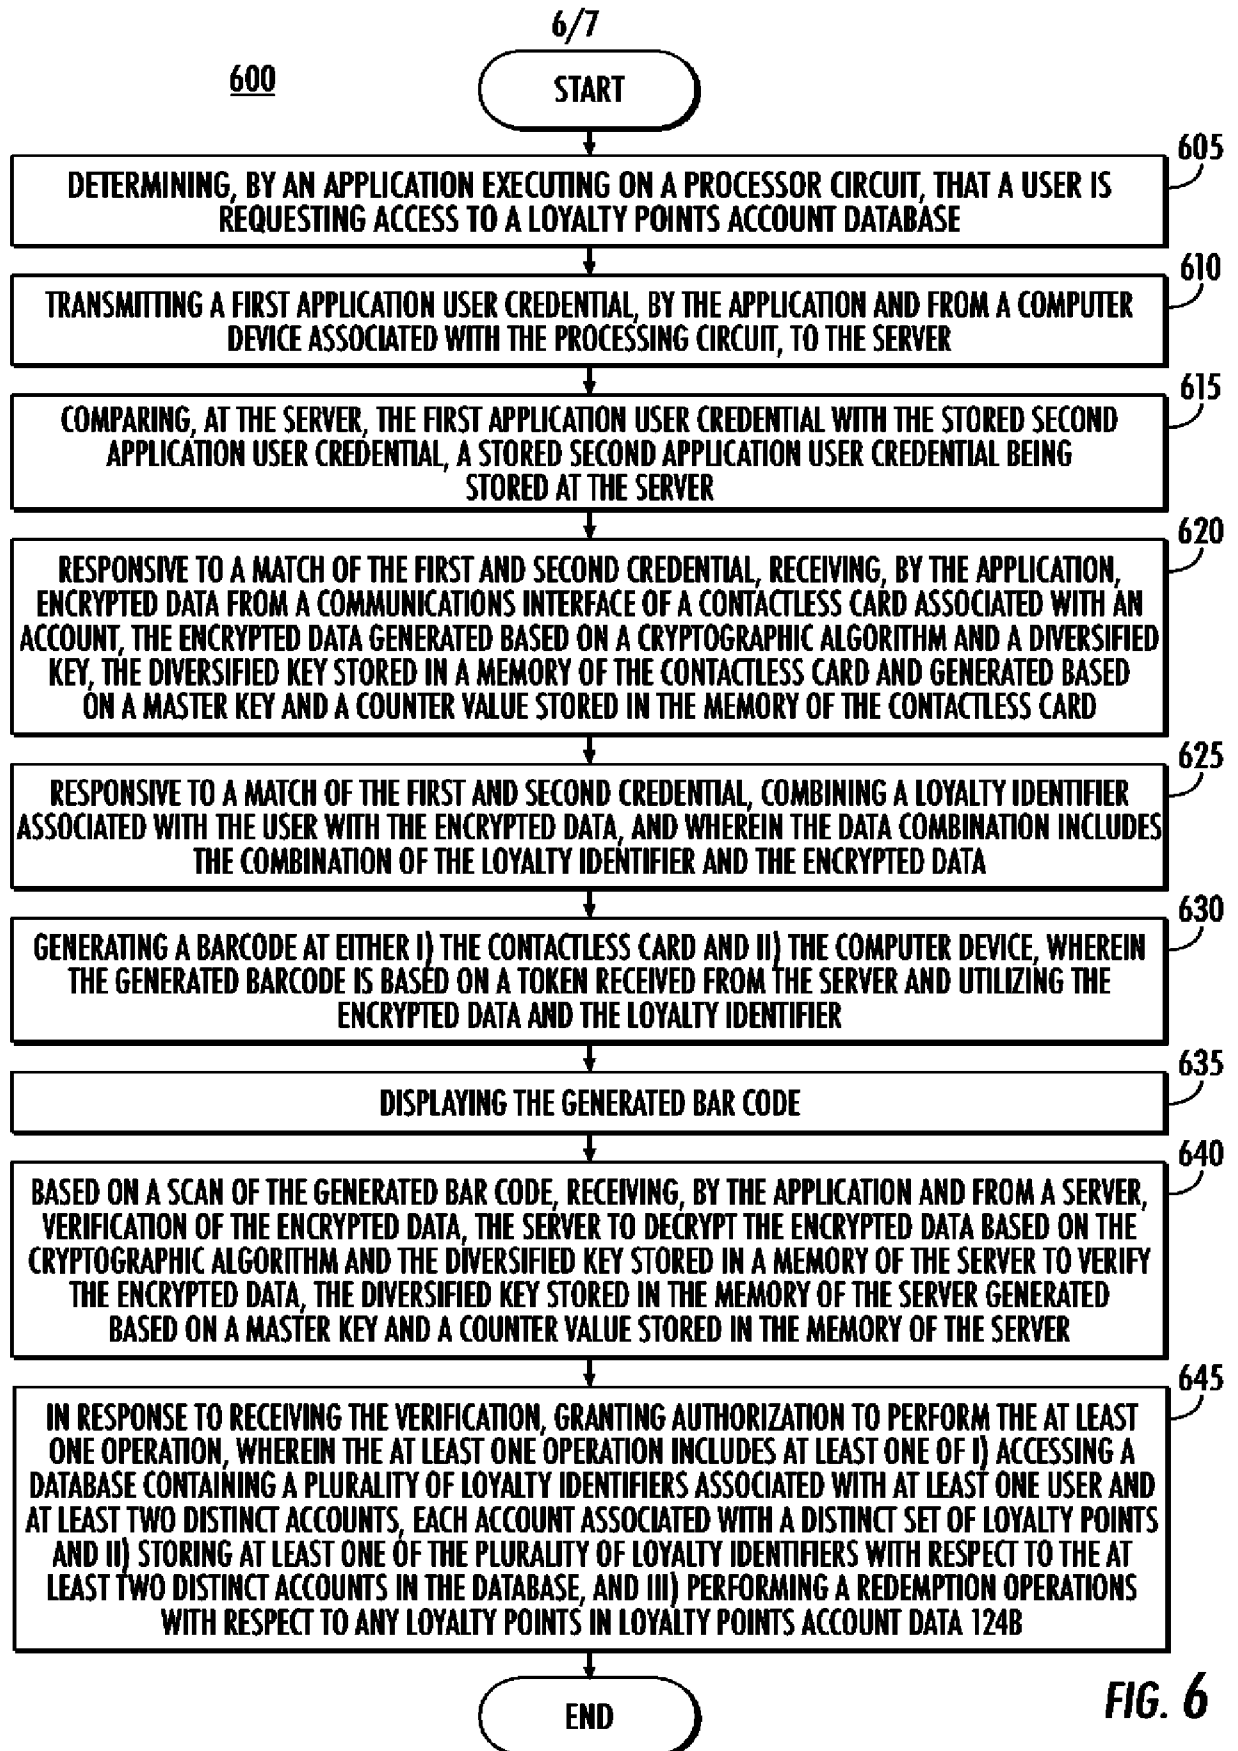 6/7
600
START
605
DETERMINING, BY AN APPLICATION EXECUTING ON A PROCESSOR CIRCUIT, THAT A USER IS
REQUESTING ACCESS TO A LOYALTY POINTS ACCOUNT DATABASE
610
TRANSMITTING A FIRST APPLICATION USER CREDENTIAL, BY THE APPLICATION AND FROM A COMPUTER
DEVICE ASSOCIATED WITH THE PROCESSING CIRCUIT, TO THE SERVER
615
COMPARING, AT THE SERVER, THE FIRST APPLICATION USER CREDENTIAL WITH THE STORED SECOND
APPLICATION USER CREDENTIAL, A STORED SECOND APPLICATION USER CREDENTIAL BEING
STORED AT THE SERVER
620
RESPONSIVE TO A MATCH OF THE FIRST AND SECOND CREDENTIAL, RECEIVING, BY THE APPLICATION,
ENCRYPTED DATA FROM A COMMUNICATIONS INTERFACE OF A CONTACTLESS CARD ASSOCIATED WITH AN
ACCOUNT, THE ENCRYPTED DATA GENERATED BASED ON A CRYPTOGRAPHIC ALGORITHM AND A DIVERSIFIED
KEY, THE DIVERSIFIED KEY STORED IN A MEMORY OF THE CONTACTLESS CARD AND GENERATED BASED
ON A MASTER KEY AND A COUNTER VALUE STORED IN THE MEMORY OF THE CONTACTLESS CARD
625
RESPONSIVE TO A MATCH OF THE FIRST AND SECOND CREDENTIAL, COMBINING A LOYALTY IDENTIFIER
ASSOCIATED WITH THE USER WITH THE ENCRYPTED DATA, AND WHEREIN THE DATA COMBINATION INCLUDES
THE COMBINATION OF THE LOYALTY IDENTIFIER AND THE ENCRYPTED DATA
630
GENERATING A BARCODE AT EITHER I) THE CONTACTLESS CARD AND II) THE COMPUTER DEVICE, WHEREIN
THE GENERATED BARCODE IS BASED ON A TOKEN RECEIVED FROM THE SERVER AND UTILIZING THE
ENCRYPTED DATA AND THE LOYALTY IDENTIFIER
635
DISPLAYING THE GENERATED BAR CODE
640
BASED ON A SCAN OF THE GENERATED BAR CODE, RECEIVING, BY THE APPLICATION AND FROM A SERVER,
VERIFICATION OF THE ENCRYPTED DATA, THE SERVER TO DECRYPT THE ENCRYPTED DATA BASED ON THE
CRYPTOGRAPHIC ALGORITHM AND THE DIVERSIFIED KEY STORED IN A MEMORY OF THE SERVER TO VERIFY
THE ENCRYPTED DATA, THE DIVERSIFIED KEY STORED IN THE MEMORY OF THE SERVER GENERATED
BASED ON A MASTER KEY AND A COUNTER VALUE STORED IN THE MEMORY OF THE SERVER
645
IN RESPONSE TO RECEIVING THE VERIFICATION, GRANTING AUTHORIZATION TO PERFORM THE AT LEAST
ONE OPERATION, WHEREIN THE AT LEAST ONE OPERATION INCLUDES AT LEAST ONE OF I) ACCESSING A
DATABASE CONTAINING A PLURALITY OF LOYALTY IDENTIFIERS ASSOCIATED WITH AT LEAST ONE USER AND
AT LEAST TWO DISTINCT ACCOUNTS, EACH ACCOUNT ASSOCIATED WITH A DISTINCT SET OF LOYALTY POINTS
AND II) STORING AT LEAST ONE OF THE PLURALITY OF LOYALTY IDENTIFIERS WITH RESPECT TO THE AT
LEAST TWO DISTINCT ACCOUNTS IN THE DATABASE, AND III) PERFORMING A REDEMPTION OPERATIONS
WITH RESPECT TO ANY LOYALTY POINTS IN LOYALTY POINTS ACCOUNT DATA 124B
END
FIG. 6